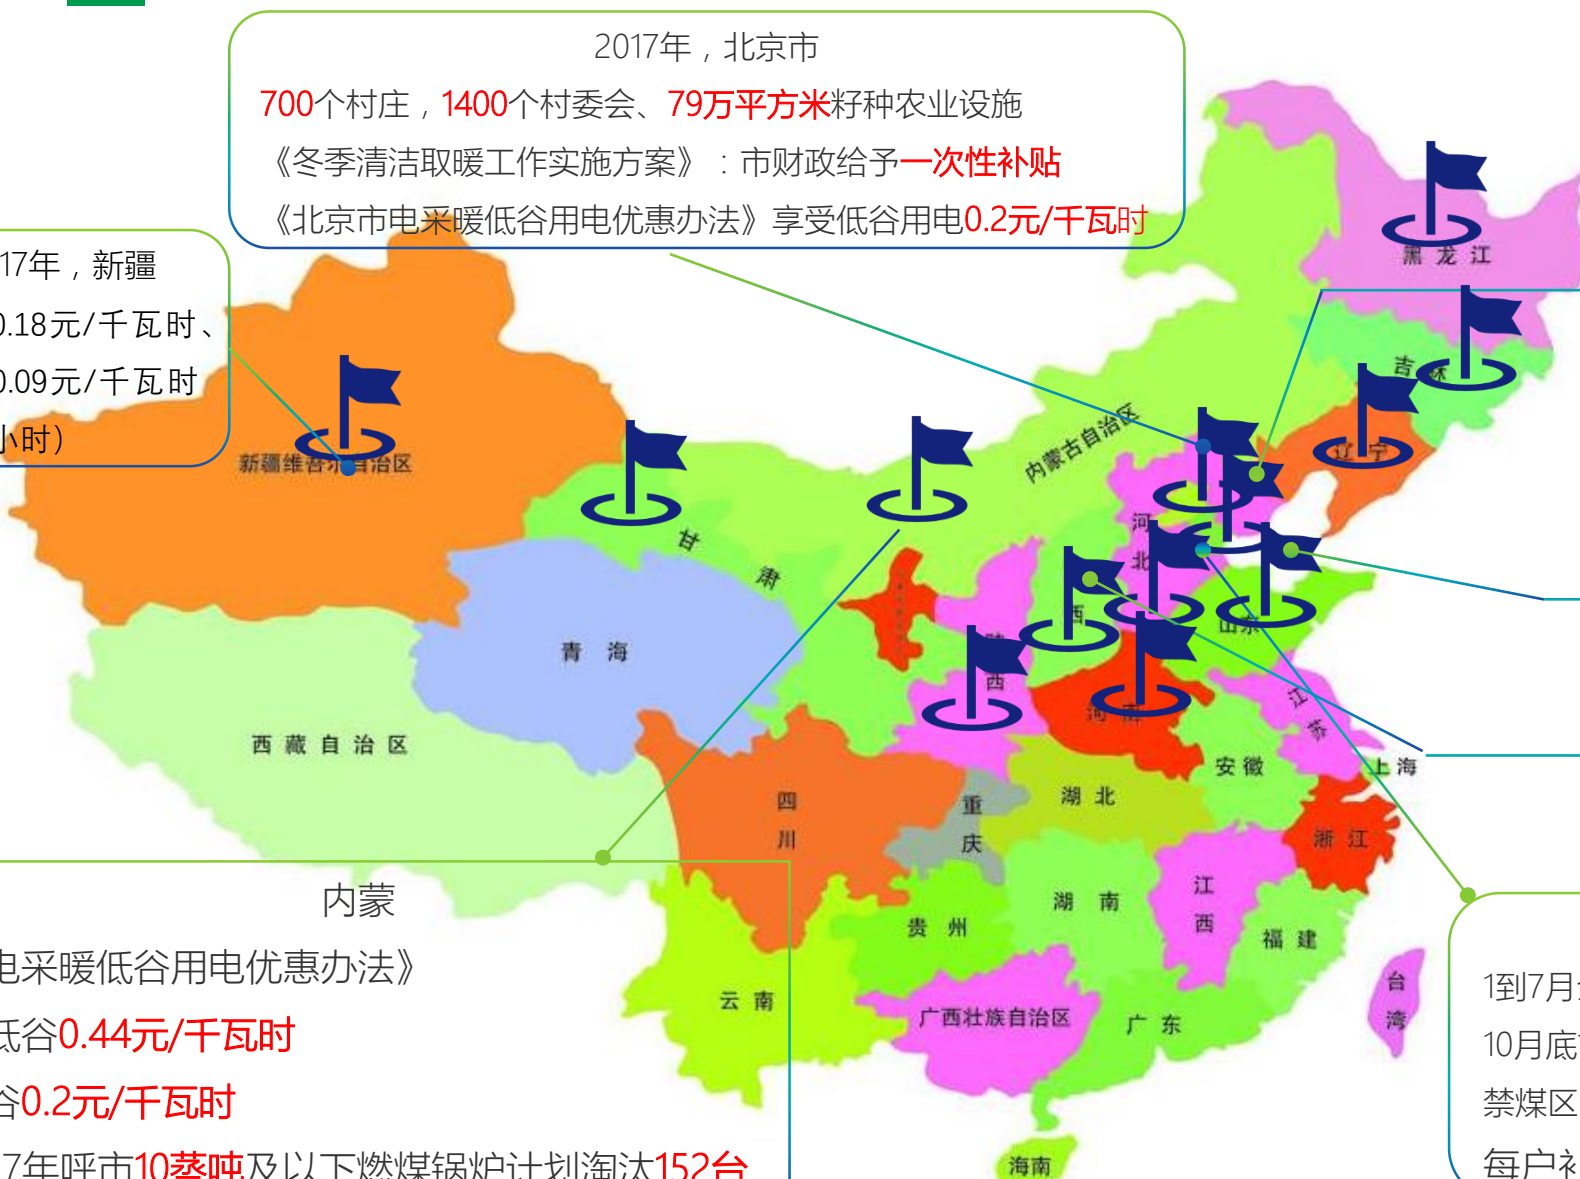 2017年，北京市
700个村庄，1400个村委会、79万平方米籽种农业设施
《冬季清洁取暖工作实施方案》：市财政给予一次性补贴
《北京市电采暖低谷用电优惠办法》享受低谷用电0.2元/千瓦时
17年，新疆
0.18元/千瓦时、
0.09元/千瓦时
小时）
黑龙江
吉林
辽宁
内蒙古自治区
新疆维吾尔自治区
甘肃
河北
西
山东
陕西
青海
河南
江苏
西藏自治区
安徽
上海
四川
重庆
湖北
浙江
湖南
江西
贵州
福建
云南
广西壮族自治区
广东
台湾
海南
内蒙
电采暖低谷用电优惠办法》
低谷0.44元/千瓦时
谷0.2元/千瓦时
7年呼市10蒸吨及以下燃煤锅炉计划淘汰152台
1到7月
10月底
禁煤区
每户补